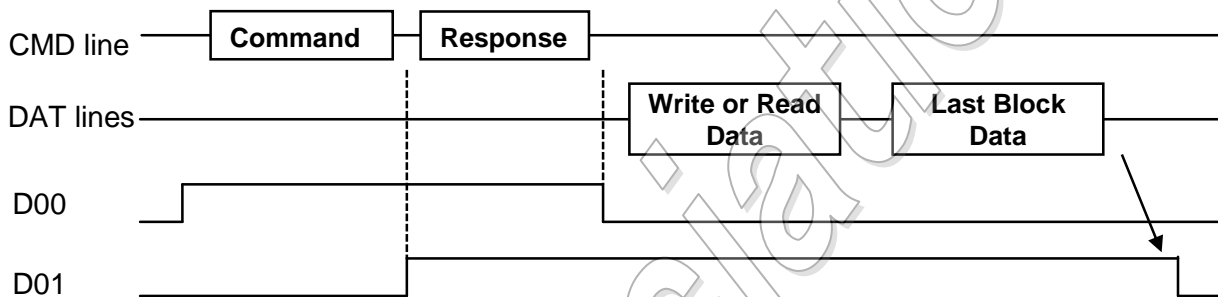 CMD line Command Response
DAT lines Write or Read Data Last Block Data
D00
D01